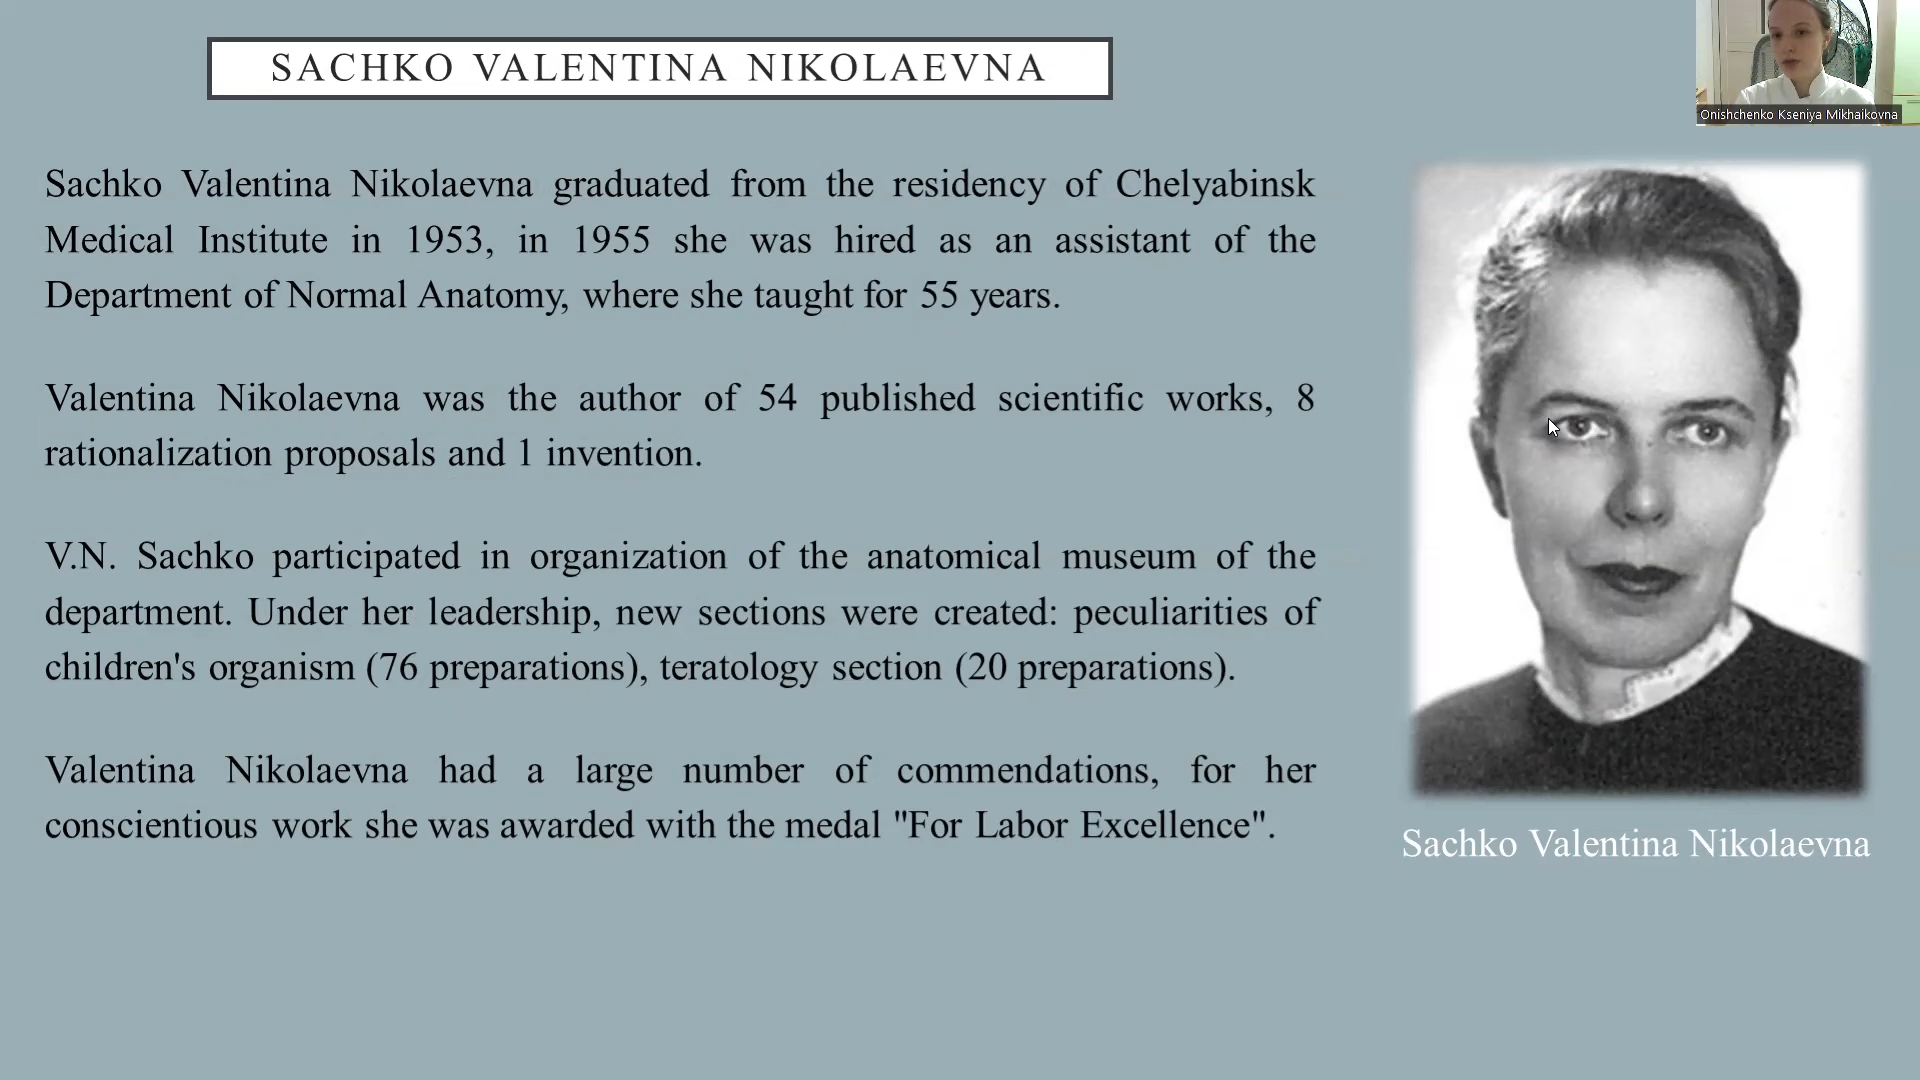 SACHKO VALENTINA NIKOLAEVNA
Onishchenko Kseniya Mikhaikovna
Sachko Valentina Nikolaevna graduated from the residency of Chelyabinsk
Medical Institute in 1953, in 1955 she was hired as an assistant of the
Department of Normal Anatomy, where she taught for 55 years.
Valentina Nikolaevna was the author of 54 published scientific works, 8
rationalization proposals and 1 invention.
V.N. Sachko participated in organization of the anatomical museum of the
department. Under her leadership, new sections were created: peculiarities of
children's organism (76 preparations), teratology section (20 preparations).
Valentina Nikolaevna had a large number of commendations, for her
conscientious work she was awarded with the medal "For Labor Excellence".
Sachko Valentina Nikolaevna